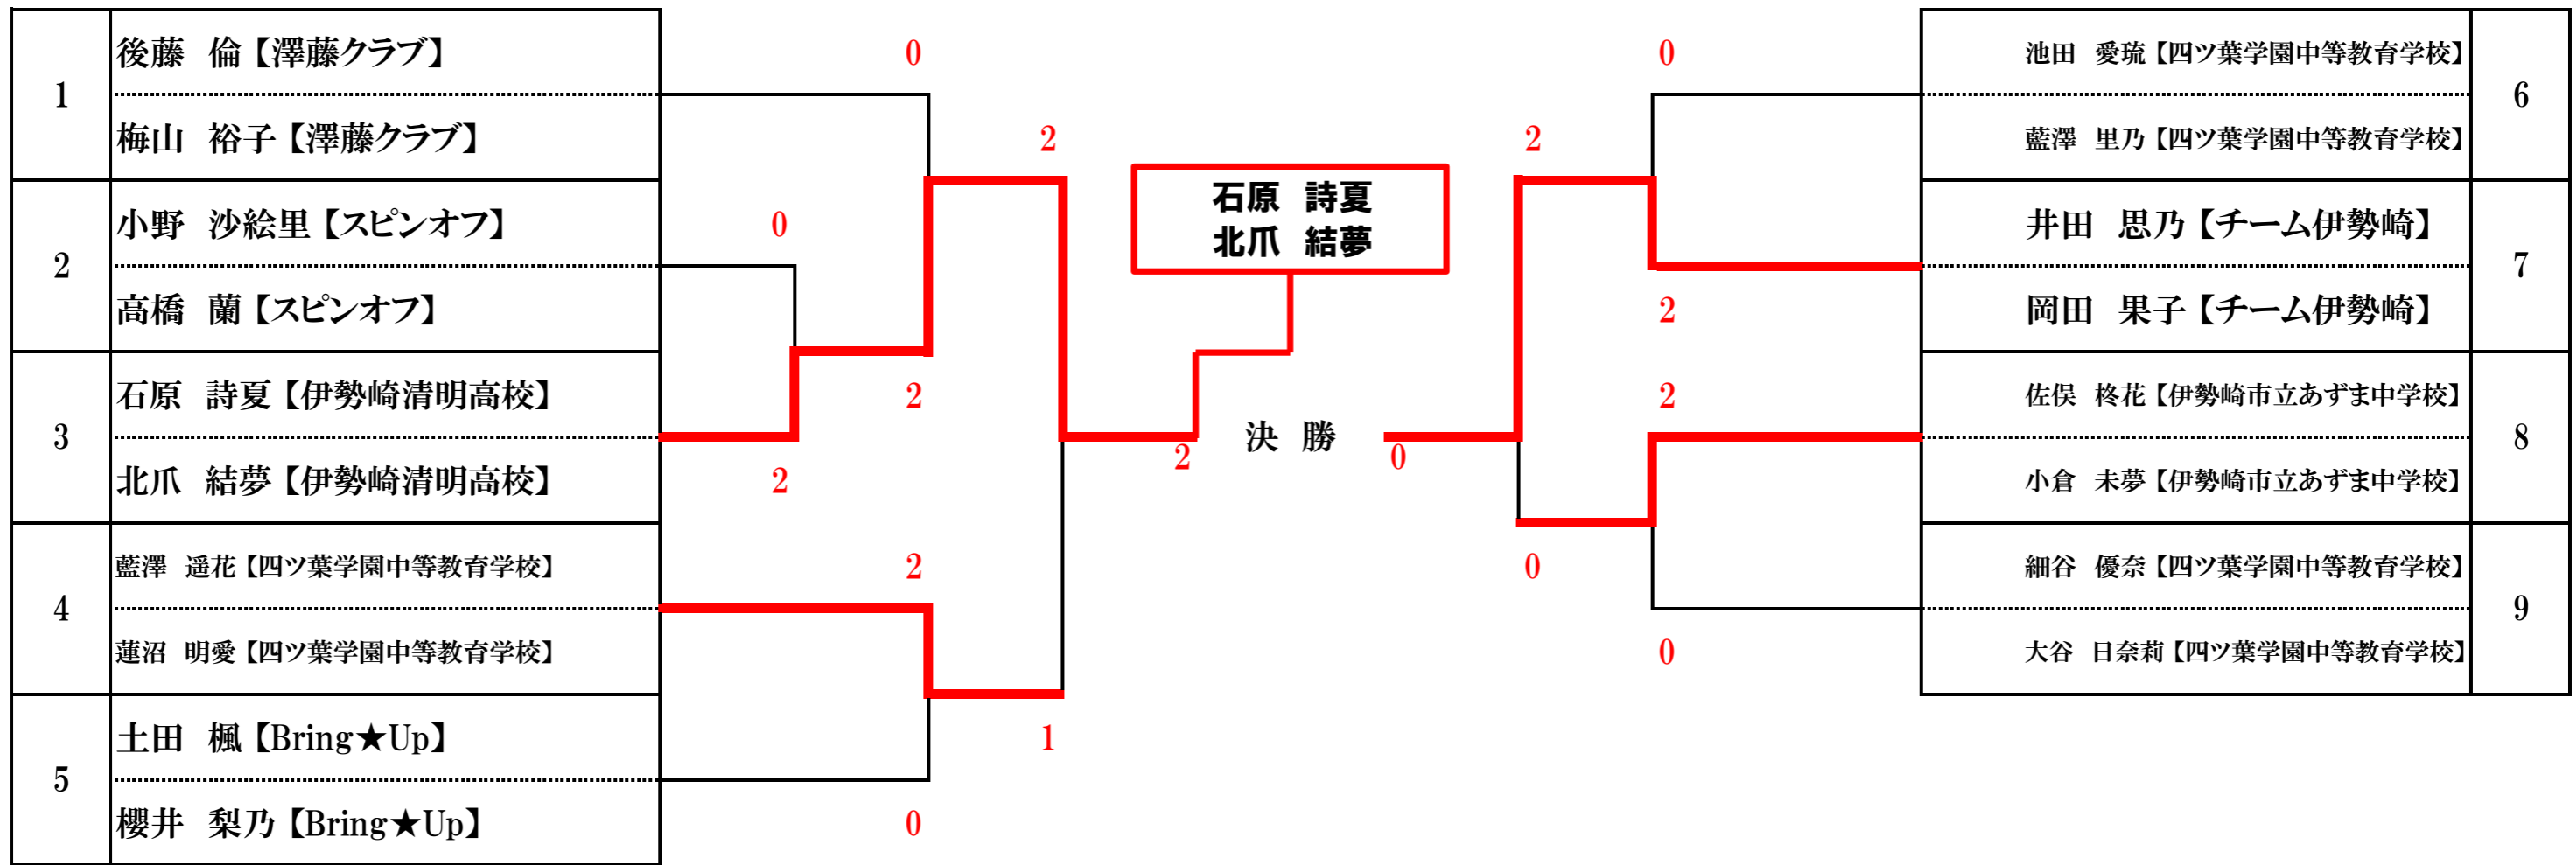 1
後藤 倫【澤藤クラブ】
梅山 裕子【澤藤クラブ】
2
小野 沙絵里【スピンオフ】
高橋 蘭【スピンオフ】
3
石原 詩夏【伊勢崎清明高校】
北爪 結夢【伊勢崎清明高校】
4
藍澤 遥花【四ツ葉学園中等教育学校】
蓮沼 明愛【四ツ葉学園中等教育学校】
5
土田 楓【Bring★Up】
櫻井 梨乃【Bring★Up】
0
0
2
2
2
0
2
1
石原 詩夏
北爪 結夢
2
決 勝
0
2
0
0
2
2
0
池田 愛琉【四ツ葉学園中等教育学校】
藍澤 里乃【四ツ葉学園中等教育学校】
6
井田 思乃【チーム伊勢崎】
岡田 果子【チーム伊勢崎】
7
佐俣 柊花【伊勢崎市立あずま中学校】
小倉 未夢【伊勢崎市立あずま中学校】
8
細谷 優奈【四ツ葉学園中等教育学校】
大谷 日奈莉【四ツ葉学園中等教育学校】
9